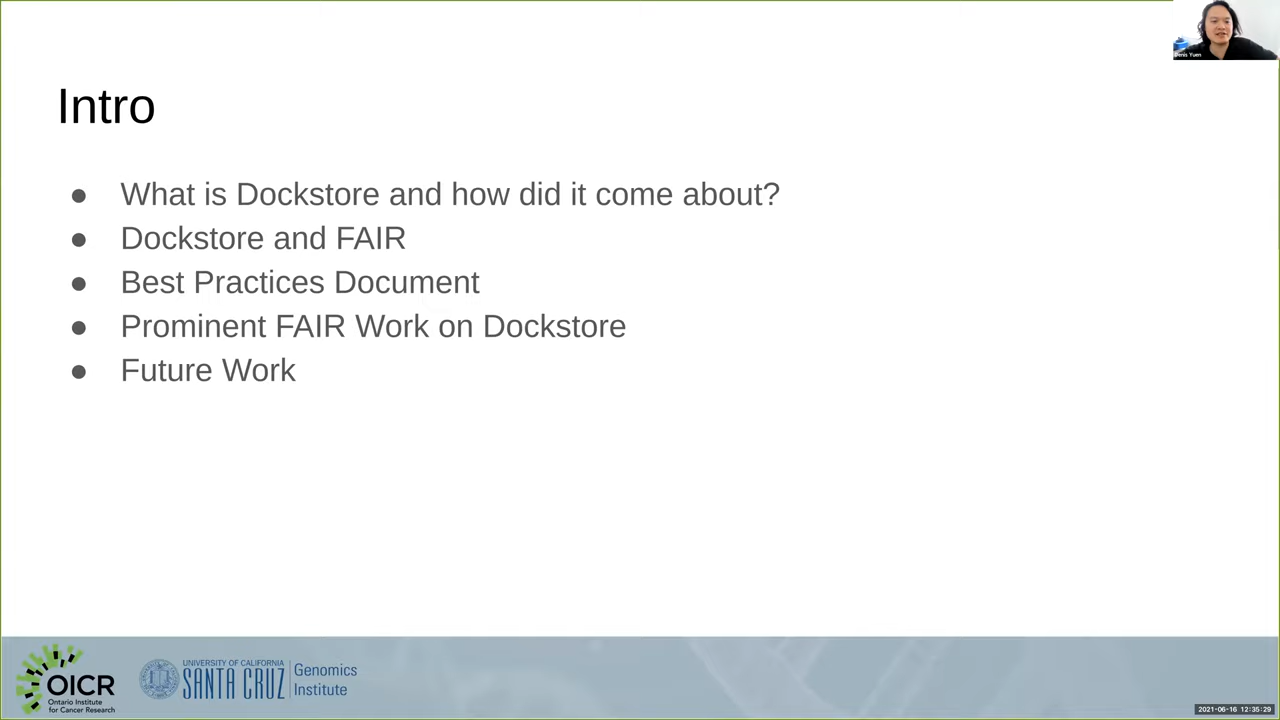 Denis Yuen
Intro
● What is Dockstore and how did it come about?
● Dockstore and FAIR
● Best Practices Document
● Prominent FAIR Work on Dockstore
● Future Work
OICR
Ontario Institute
for Cancer Research
UNIVERSITY OF CALIFORNIA
SANTA CRUZ
Genomics
Institute
2021-06-16 12:35:29